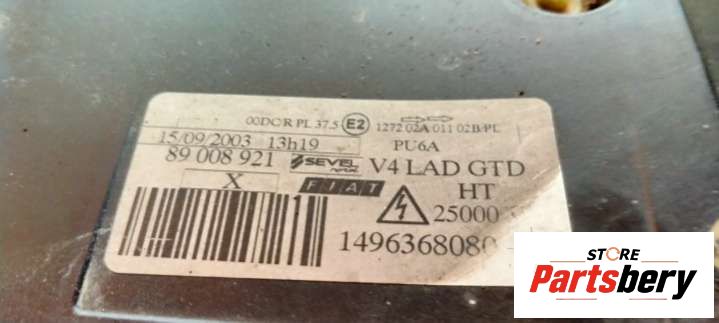 00DCR PL 37.5 E2 1272 02A 011 02B/PL
15/09/2003 13h19 PU6A
89 008 921 SEVEL nord V4 LAD GTD
X FIAT HT
25000
1496368080
STORE
Partsbery